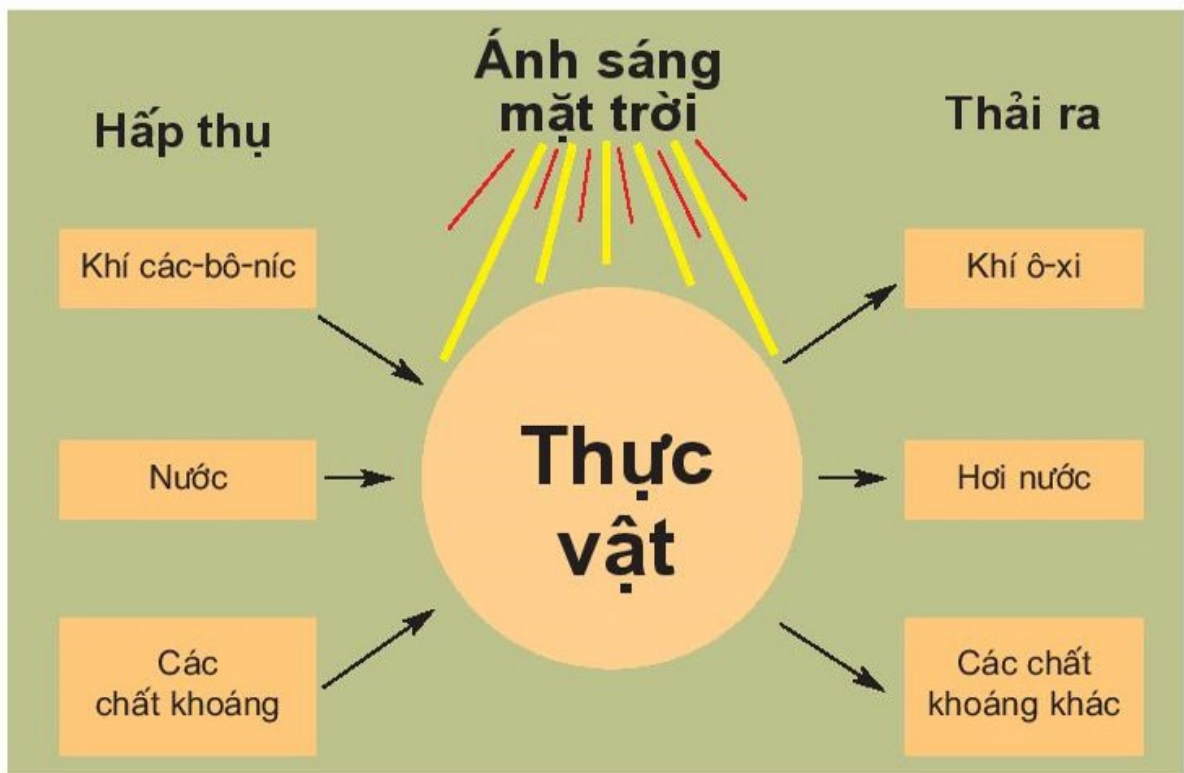 Ánh sáng
mặt trời
Hấp thụ
Thải ra
Khí các-bô-níc
Khí ô-xi
Thực
vật
Nước
Hơi nước
Các
chất khoáng
Các chất
khoáng khác